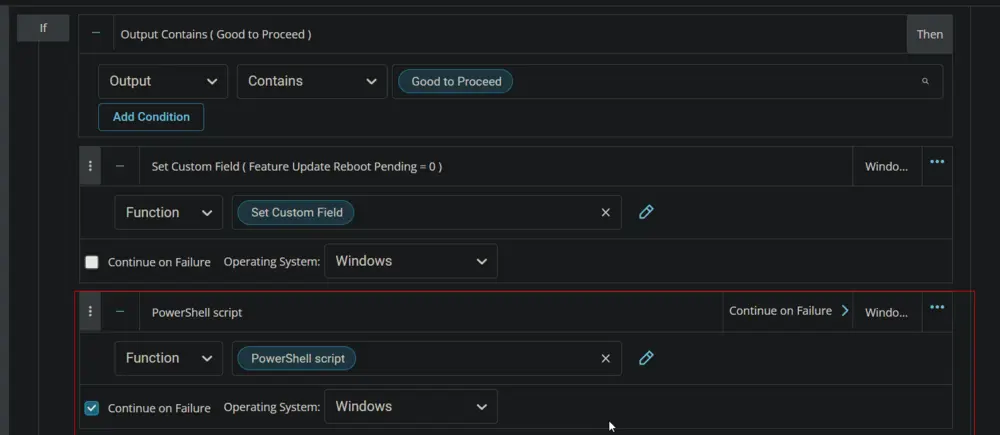 If
Output Contains ( Good to Proceed )
Then
Output
Contains
Good to Proceed
Add Condition
Set Custom Field ( Feature Update Reboot Pending = 0 )
Windo...
Function
Set Custom Field
Continue on Failure
Operating System:
Windows
PowerShell script
Continue on Failure
Windo...
Function
PowerShell script
Continue on Failure
Operating System:
Windows